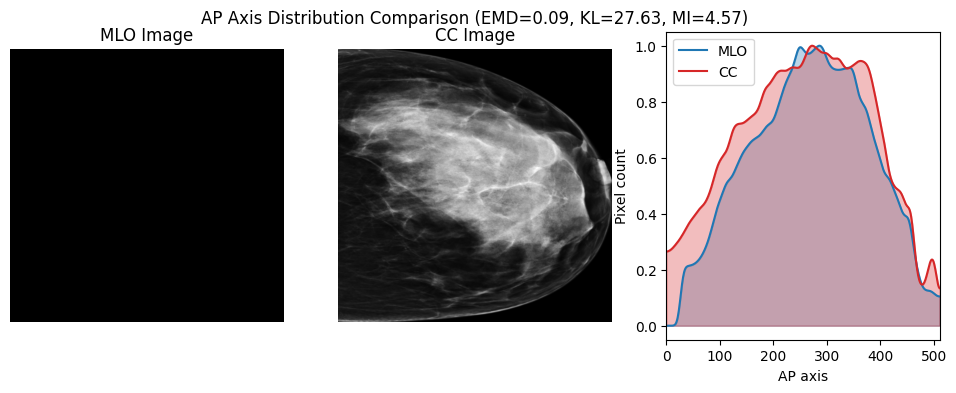 AP Axis Distribution Comparison (EMD=0.09, KL=27.63, MI=4.57)
MLO Image
CC Image
MLO
CC
Pixel count
1.0
0.8
0.6
0.4
0.2
0.0
0 100 200 300 400 500
AP axis